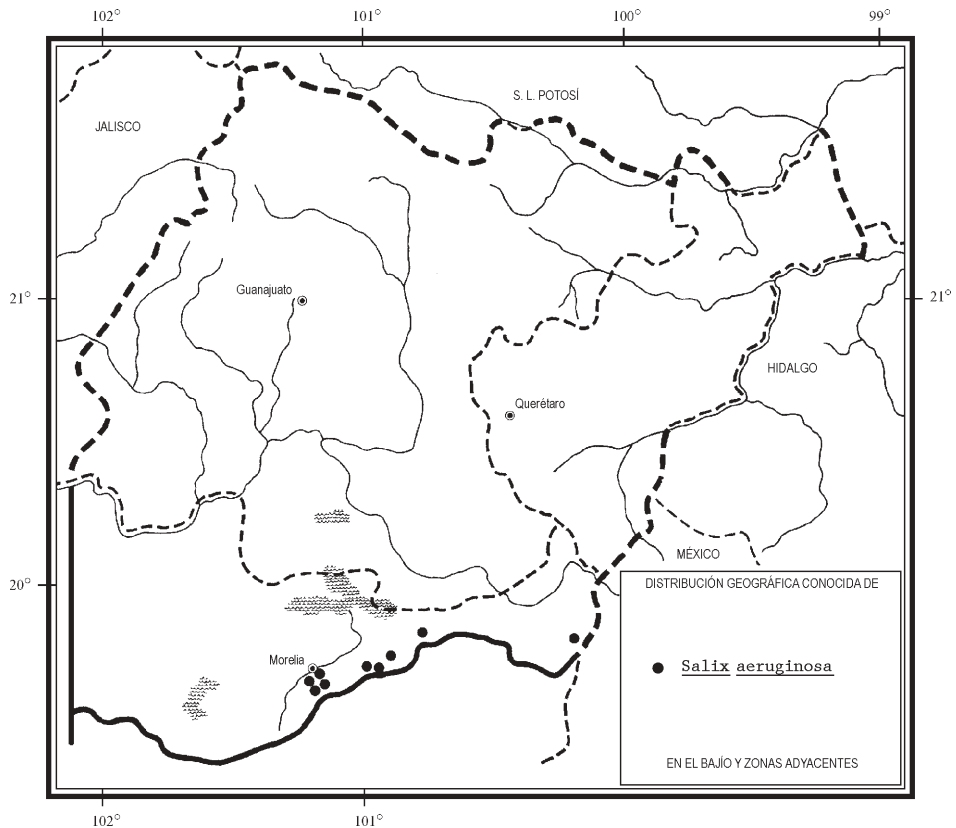 102° 101° 100° 99°
S. L. POTOSÍ
JALISCO
Guanajuato
21° 21°
HIDALGO
Querétaro
MÉXICO
20°
DISTRIBUCIÓN GEOGRÁFICA CONOCIDA DE
Morelia
Salix aeruginosa
EN EL BAJÍO Y ZONAS ADYACENTES
102° 101° 100° 99°